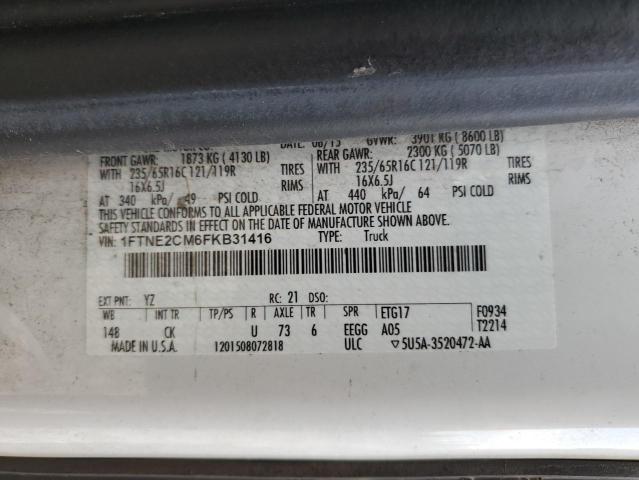 DATE: 08/15 GVWR: 3901 KG ( 8600 LB)
FRONT GAWR: 1873 KG ( 4130 LB) REAR GAWR: 2300 KG ( 5070 LB)
WITH 235/65R16C 121/119R TIRES WITH 235/65R16C 121/119R TIRES
16X6.5J RIMS 16X6.5J RIMS
AT 340 kPa/ 49 PSI COLD AT 440 kPa/ 64 PSI COLD
THIS VEHICLE CONFORMS TO ALL APPLICABLE FEDERAL MOTOR VEHICLE
SAFETY STANDARDS IN EFFECT ON THE DATE OF MANUFACTURE SHOWN ABOVE.
VIN: 1FTNE2CM6FKB31416 TYPE: Truck
EXT PNT: YZ RC: 21 DSO:
WB INT TR TP/PS R AXLE TR SPR ETG17 F0934
148 CK U 73 6 EEGG A05 T2214
MADE IN U.S.A. 1201508072818 ULC ▽5U5A-3520472-AA